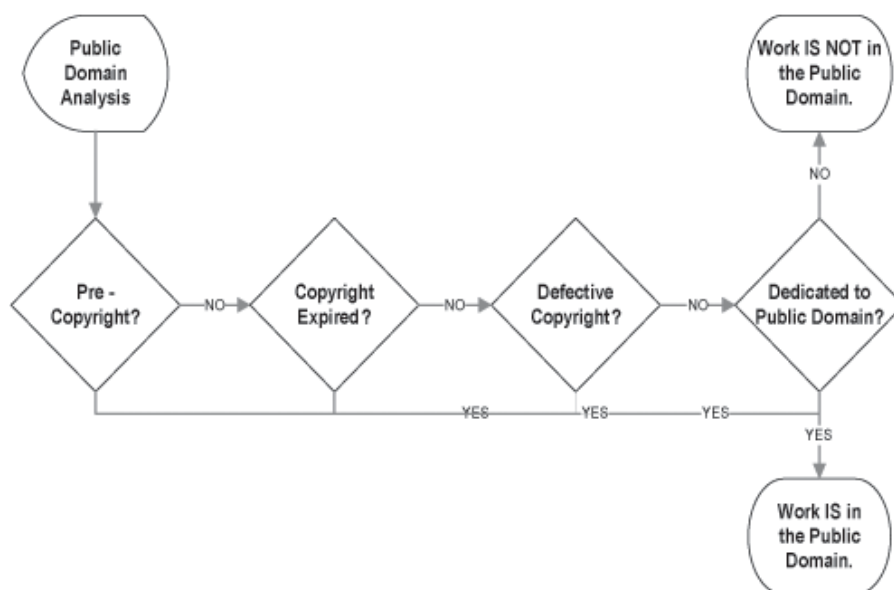 Public
Domain
Analysis
Work IS NOT in
the Public
Domain.
NO
Pre -
Copyright?
NO
Copyright
Expired?
NO
Defective
Copyright?
NO
Dedicated to
Public Domain?
YES
YES
YES
YES
Work IS in
the Public
Domain.